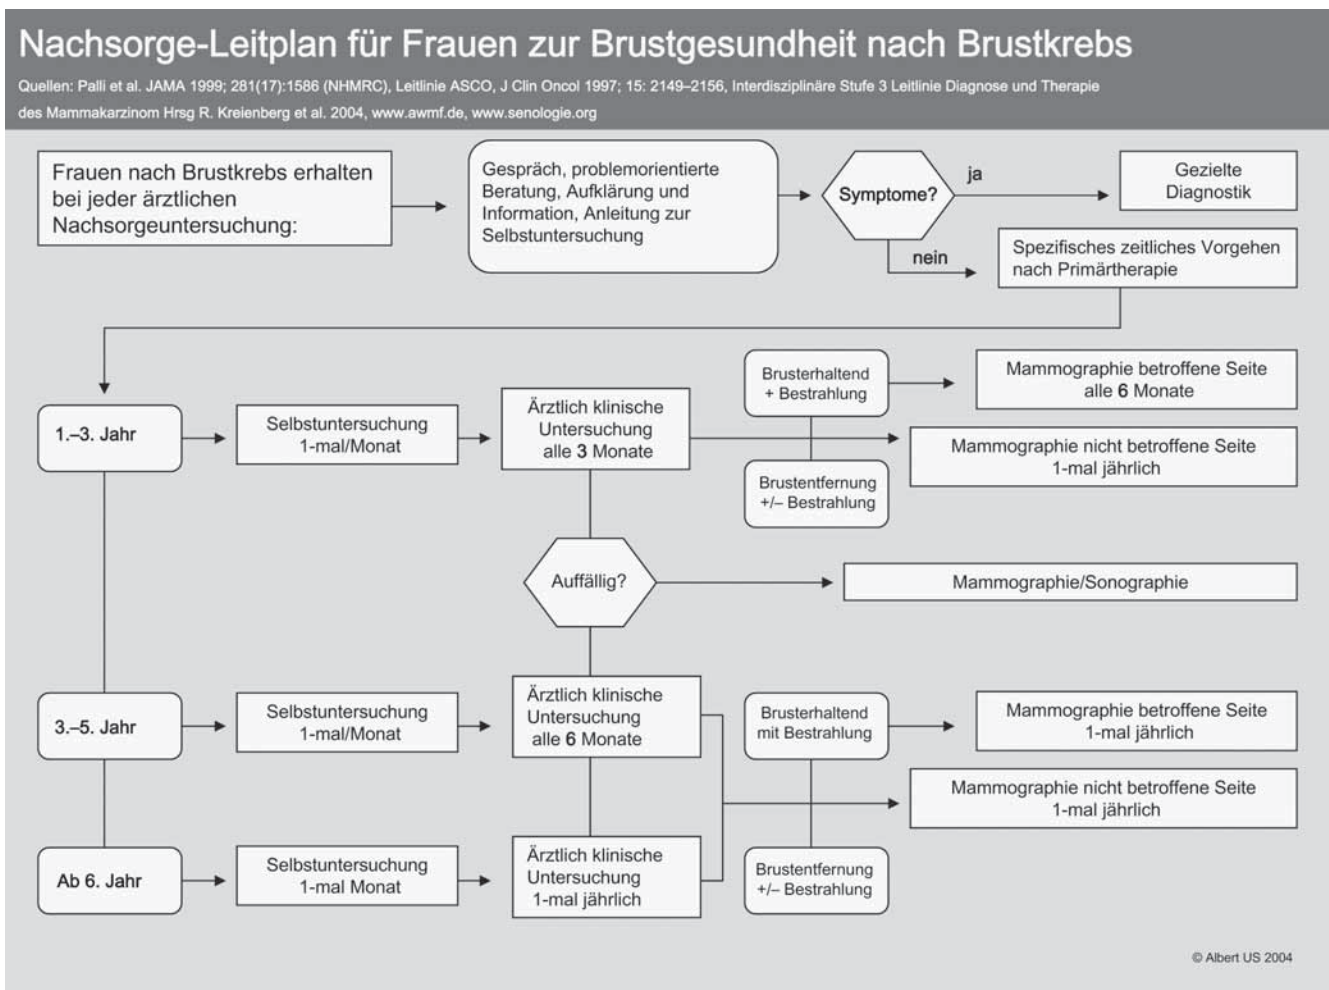 Nachsorge-Leitplan für Frauen zur Brustgesundheit nach Brustkrebs
Quellen: Palli et al. JAMA 1999; 281(17):1586 (NHMRC), Leitlinie ASCO, J Clin Oncol 1997; 15: 2149–2156, Interdisziplinäre Stufe 3 Leitlinie Diagnose und Therapie
des Mammakarzinom Hrsg R. Kreienberg et al. 2004, www.awmf.de, www.senologie.org
Frauen nach Brustkrebs erhalten
bei jeder ärztlichen
Nachsorgeuntersuchung:
Gespräch, problemorientierte
Beratung, Aufklärung und
Information, Anleitung zur
Selbstuntersuchung
Symptome?
ja
Gezielte
Diagnostik
nein
Spezifisches zeitliches Vorgehen
nach Primärtherapie
1.–3. Jahr
Selbstuntersuchung
1-mal/Monat
Ärztlich klinische
Untersuchung
alle 3 Monate
Brusterhaltend
+ Bestrahlung
Mammographie betroffene Seite
alle 6 Monate
Mammographie nicht betroffene Seite
1-mal jährlich
Brustentfernung
+/– Bestrahlung
Auffällig?
Mammographie/Sonographie
3.–5. Jahr
Selbstuntersuchung
1-mal/Monat
Ärztlich klinische
Untersuchung
alle 6 Monate
Brusterhaltend
mit Bestrahlung
Mammographie betroffene Seite
1-mal jährlich
Mammographie nicht betroffene Seite
1-mal jährlich
Ab 6. Jahr
Selbstuntersuchung
1-mal Monat
Ärztlich klinische
Untersuchung
1-mal jährlich
Brustentfernung
+/– Bestrahlung
© Albert US 2004